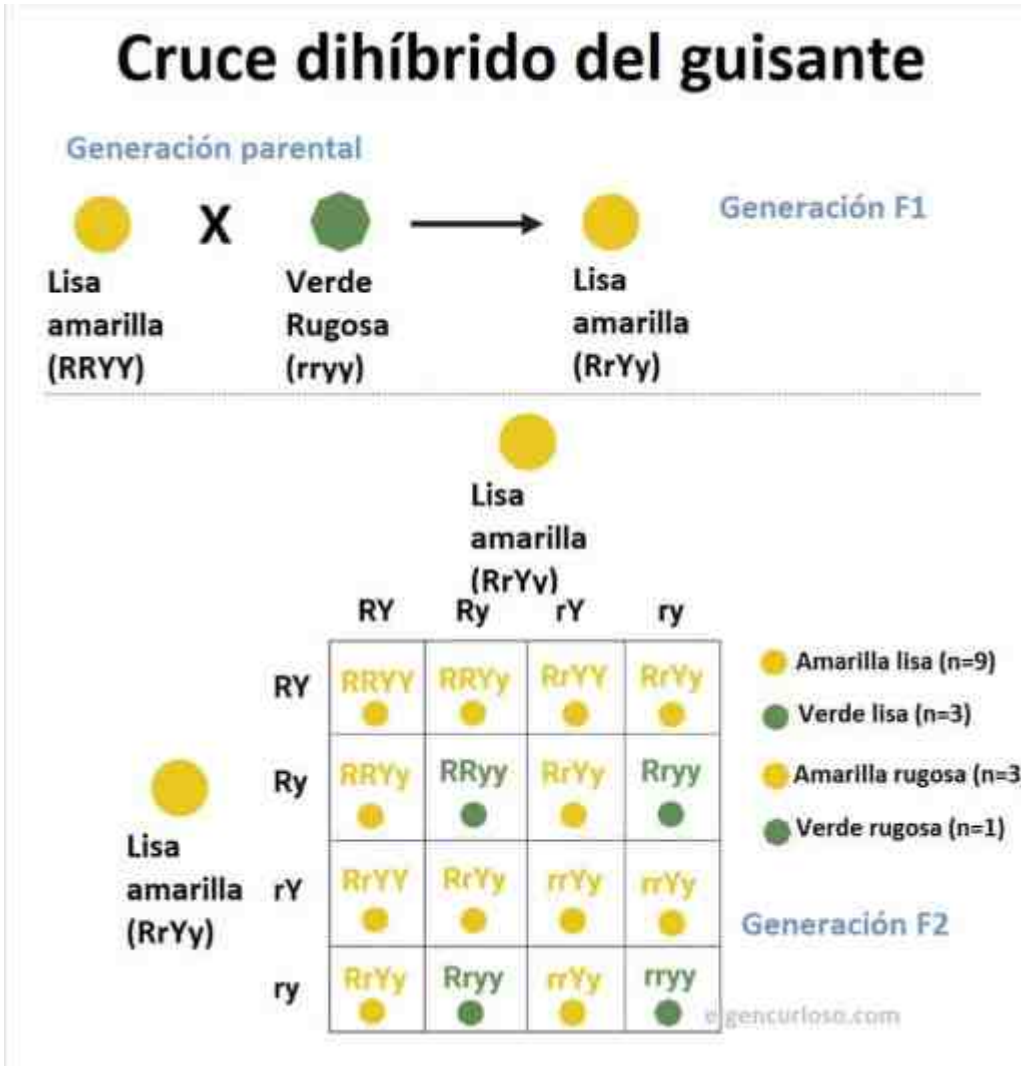 Cruce dihíbrido del guisante
Generación parental
X
Generación F1
Lisa
amarilla
(RRYY)
Verde
Rugosa
(rryy)
Lisa
amarilla
(RrYy)
Lisa
amarilla
(RrYy)
RY Ry rY ry
RY RRYY RRYy RrYY RrYy
Ry RRYy RRyy RrYy Rryy
rY RrYY RrYy rrYy rrYy
ry RrYy Rryy rrYy rryy
Lisa
amarilla
(RrYy)
Amarilla lisa (n=9)
Verde lisa (n=3)
Amarilla rugosa (n=3
Verde rugosa (n=1)
Generación F2
elgencurioso.com